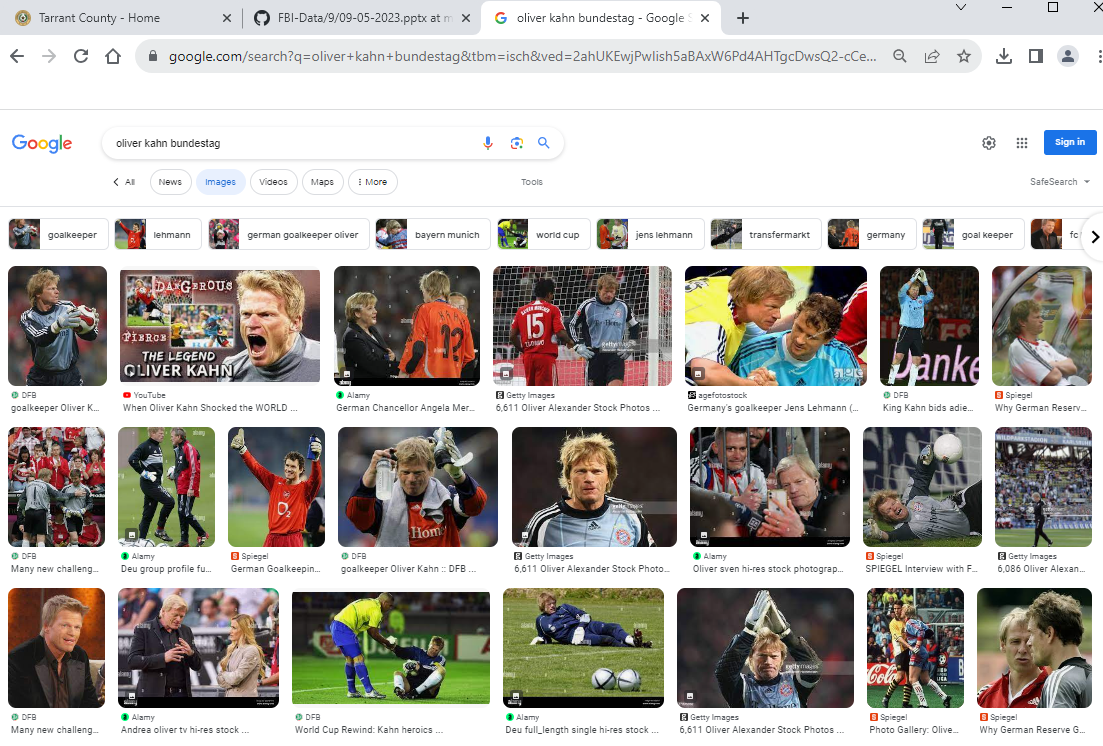 Tarrant County - Home
FBI-Data/9/09-05-2023.pptx at m
oliver kahn bundestag - Google S
google.com/search?q=oliver+kahn+bundestag&tbm=isch&ved=2ahUKEwjPwlish5aBAxW6Pd4AHTgcDwsQ2-cCe...
Google
oliver kahn bundestag
Sign in
All
News
Images
Videos
Maps
More
Tools
SafeSearch
goalkeeper
lehmann
german goalkeeper oliver
bayern munich
world cup
jens lehmann
transfermarkt
germany
goal keeper
fc
DANGEROUS
FIERCE
THE LEGEND
OLIVER KAHN
15
Danke
DFB
YouTube
Alamy
Getty Images
agefotostock
DFB
Spiegel
goalkeeper Oliver K...
When Oliver Kahn Shocked the WORLD ...
German Chancellor Angela Mer...
6,611 Oliver Alexander Stock Photos ...
Germany's goalkeeper Jens Lehmann (...
King Kahn bids adie...
Why German Reserv...
O2
Home
DFB
Alamy
Spiegel
DFB
Getty Images
Alamy
Spiegel
Getty Images
Many new challeng...
Deu group profile fu...
German Goalkeepin...
goalkeeper Oliver Kahn :: DFB ...
6,611 Oliver Alexander Stock Photo...
Oliver sven hi-res stock photograp...
SPIEGEL Interview with F...
6,086 Oliver Alexan...
Coca
DFB
Alamy
DFB
Alamy
Getty Images
Spiegel
Spiegel
Many new challeng...
Andrea oliver tv hi-res stock ...
World Cup Rewind: Kahn heroics ...
Deu full_length single hi-res stock ...
6,611 Oliver Alexander Stock Photos ...
Photo Gallery: Olive...
Why German Reserve G...